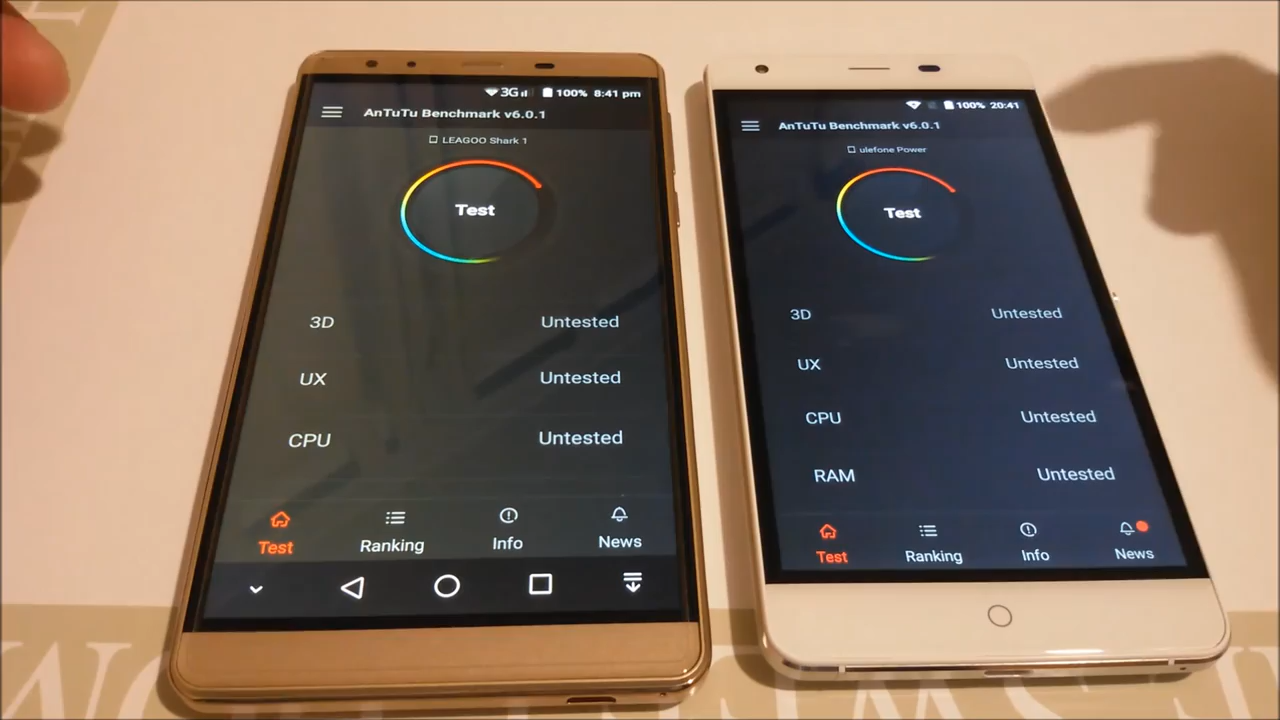 3G 100% 8:41 pm
AnTuTu Benchmark v6.0.1
LEAGOO Shark 1
Test
3D Untested
UX Untested
CPU Untested
Test Ranking Info News
100% 20:41
AnTuTu Benchmark v6.0.1
ulefone Power
Test
3D Untested
UX Untested
CPU Untested
RAM Untested
Test Ranking Info News